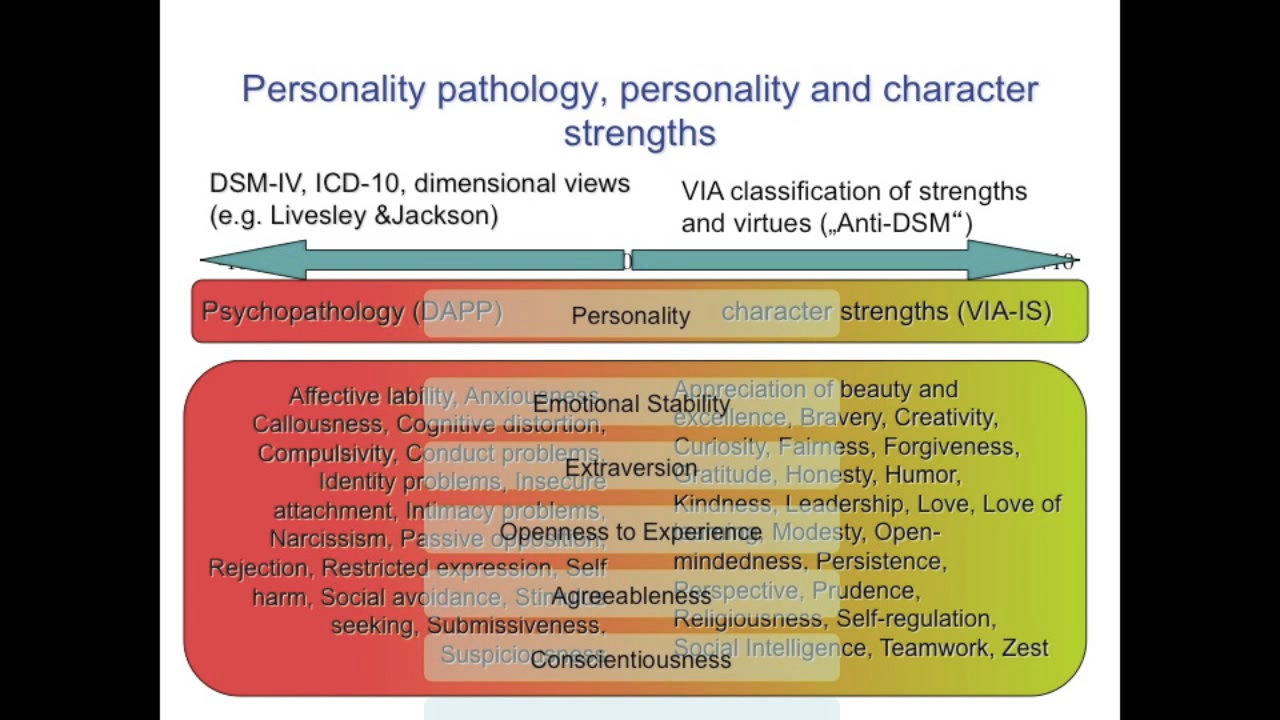 Personality pathology, personality and character
strengths
DSM-IV, ICD-10, dimensional views
(e.g. Livesley &Jackson)
VIA classification of strengths
and virtues („Anti-DSM“)
0
10
Psychopathology (DAPP)
Personality
character strengths (VIA-IS)
Affective lability, Anxiousness,
Callousness, Cognitive distortion,
Compulsivity, Conduct problems,
Identity problems, Insecure
attachment, Intimacy problems,
Narcissism, Passive opposition,
Rejection, Restricted expression, Self
harm, Social avoidance, Stimulus
seeking, Submissiveness,
Suspiciousness
Emotional Stability
Extraversion
Openness to Experience
Agreeableness
Conscientiousness
Appreciation of beauty and
excellence, Bravery, Creativity,
Curiosity, Fairness, Forgiveness,
Gratitude, Honesty, Humor,
Kindness, Leadership, Love, Love of
learning, Modesty, Open-
mindedness, Persistence,
Perspective, Prudence,
Religiousness, Self-regulation,
Social Intelligence, Teamwork, Zest